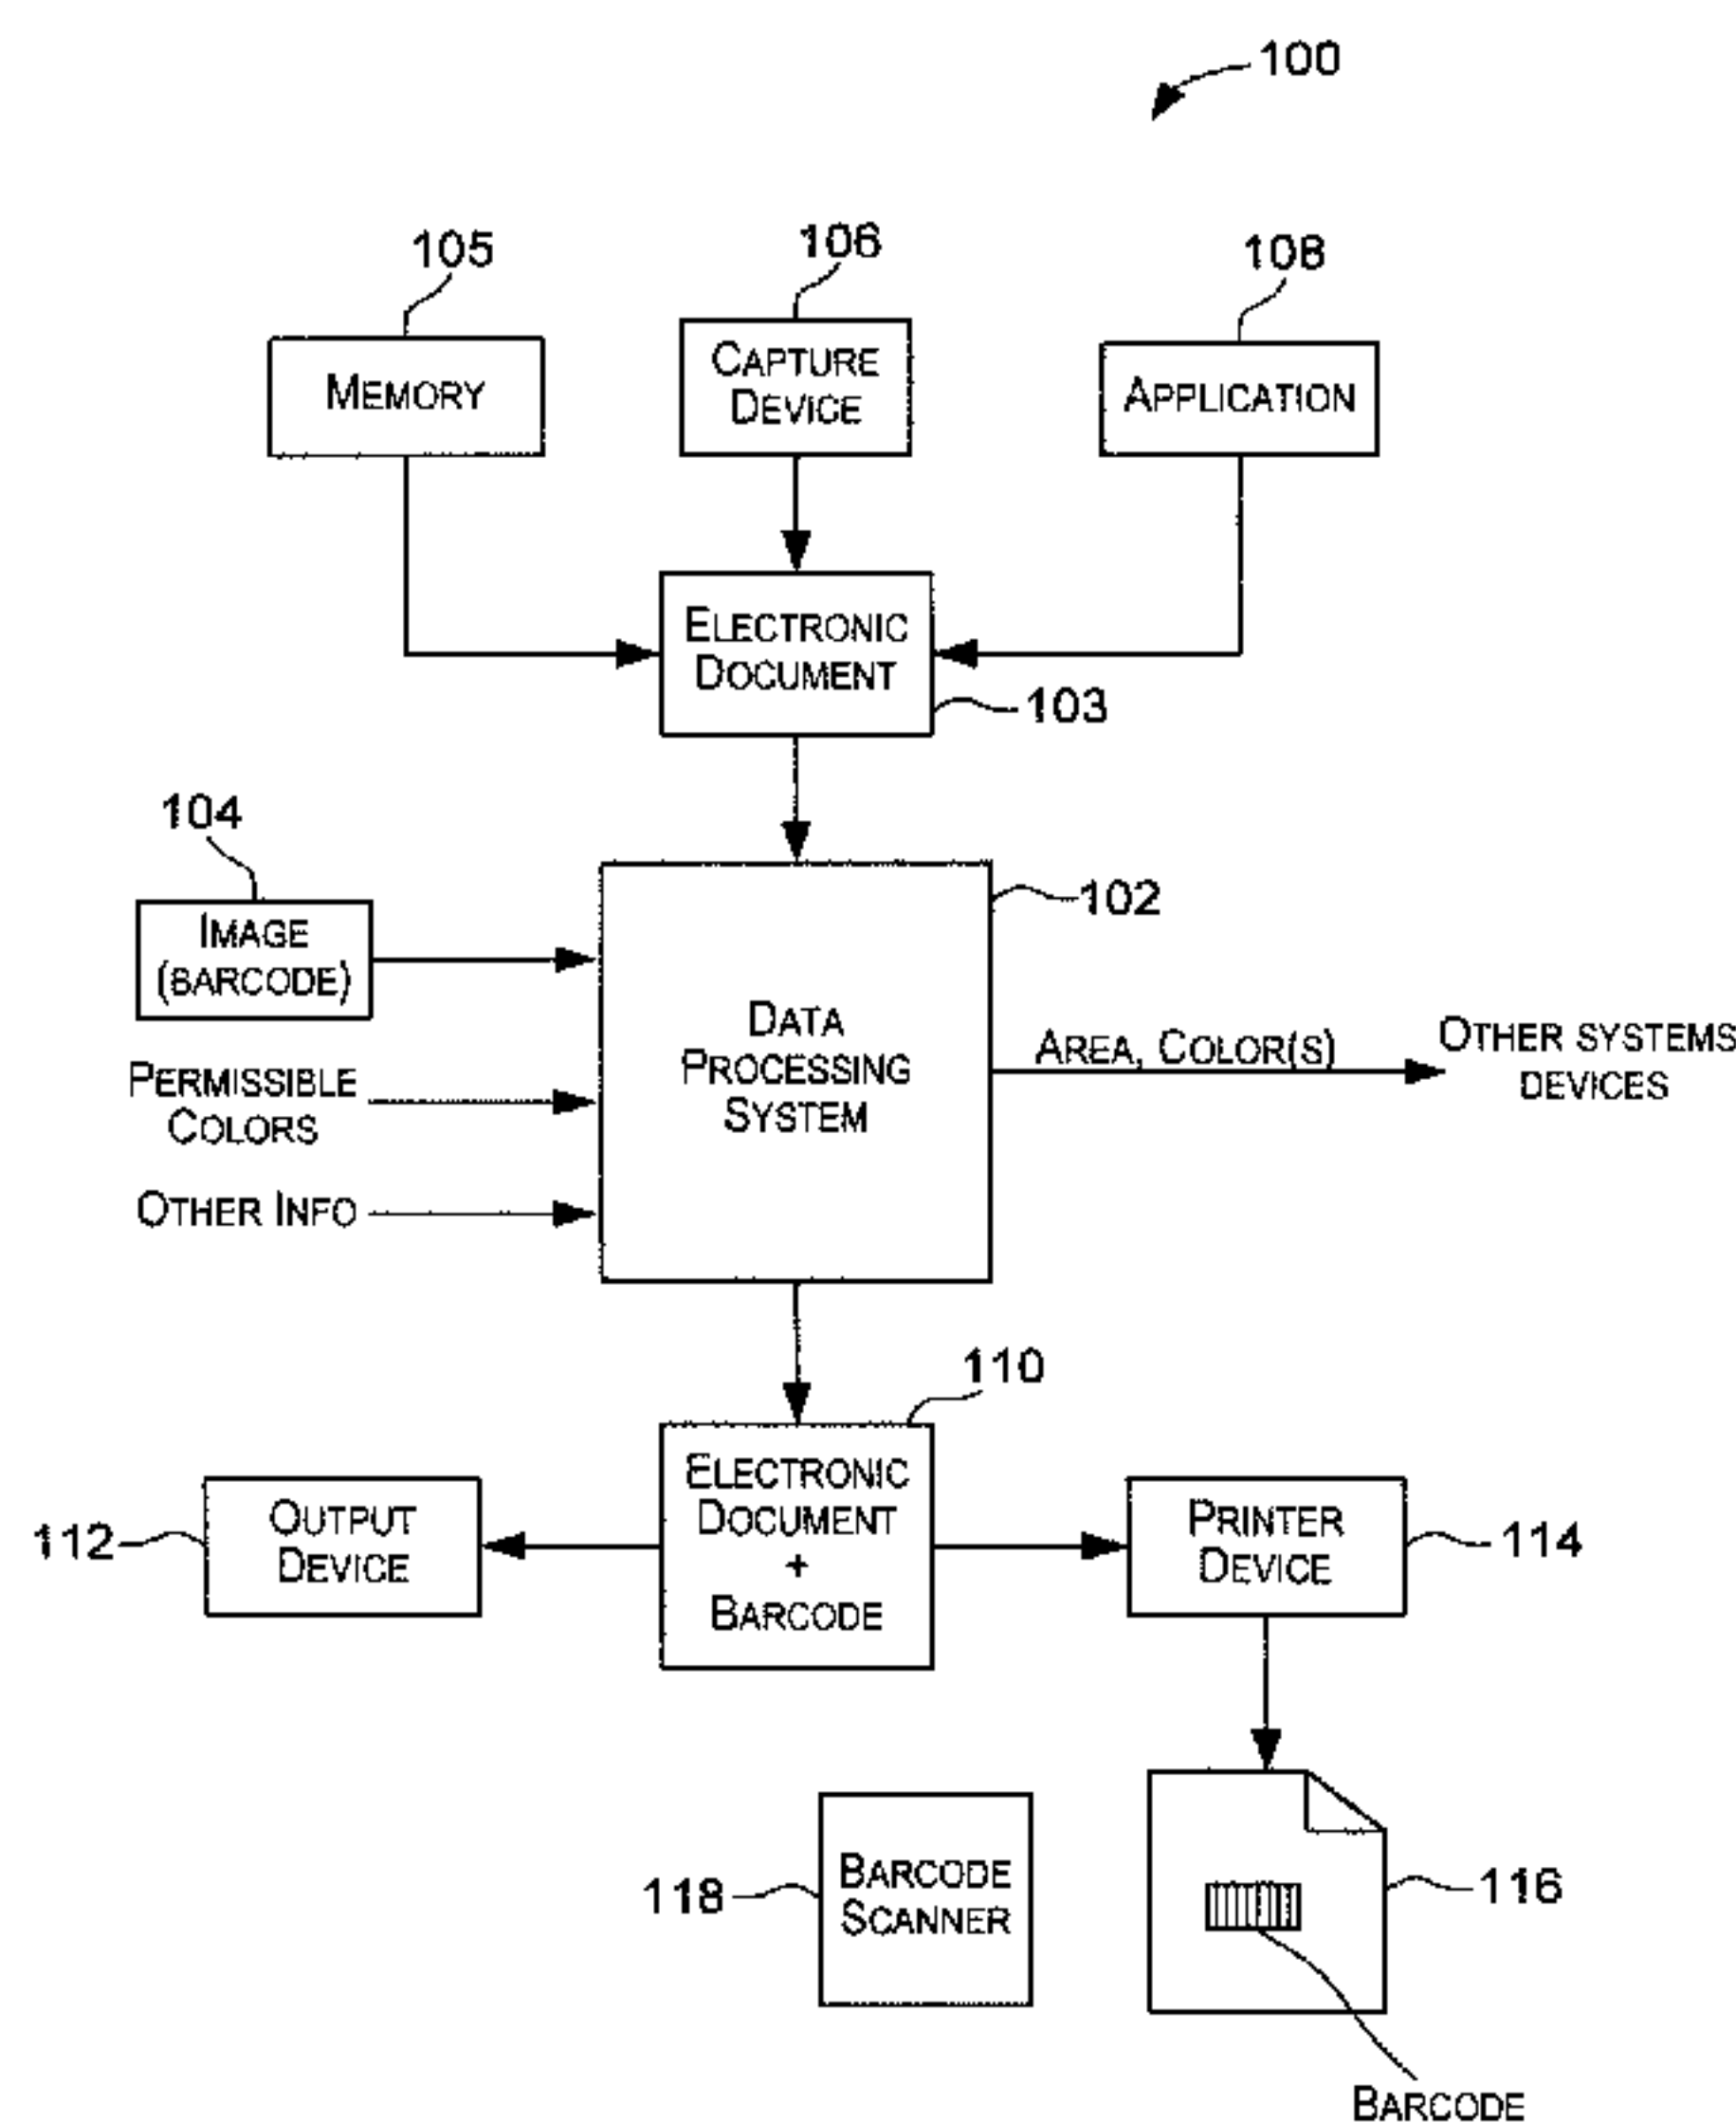 100
105
106
108
MEMORY
CAPTURE
DEVICE
APPLICATION
ELECTRONIC
DOCUMENT
103
104
102
IMAGE
(BARCODE)
DATA
PROCESSING
SYSTEM
PERMISSIBLE
COLORS
OTHER INFO
AREA, COLOR(S)
OTHER SYSTEMS
DEVICES
110
ELECTRONIC
DOCUMENT
+
BARCODE
112
OUTPUT
DEVICE
PRINTER
DEVICE
114
118
BARCODE
SCANNER
116
BARCODE